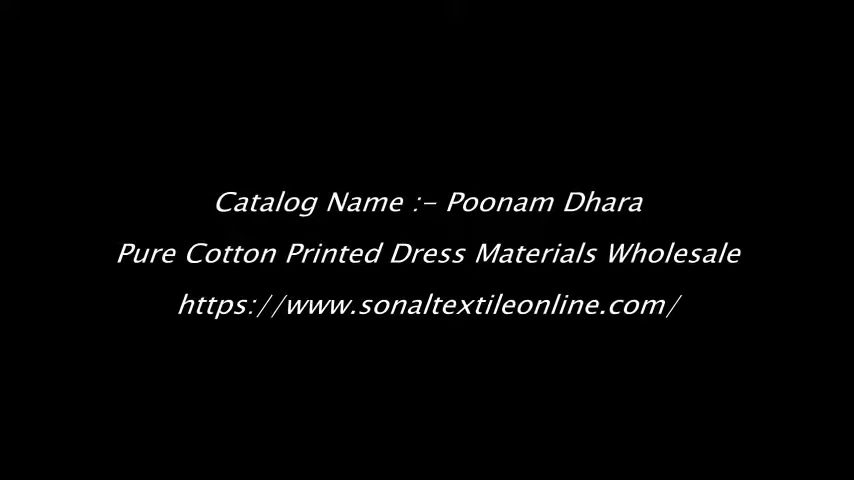 Catalog Name :- Poonam Dhara
Pure Cotton Printed Dress Materials Wholesale
https://www.sonaltextileonline.com/